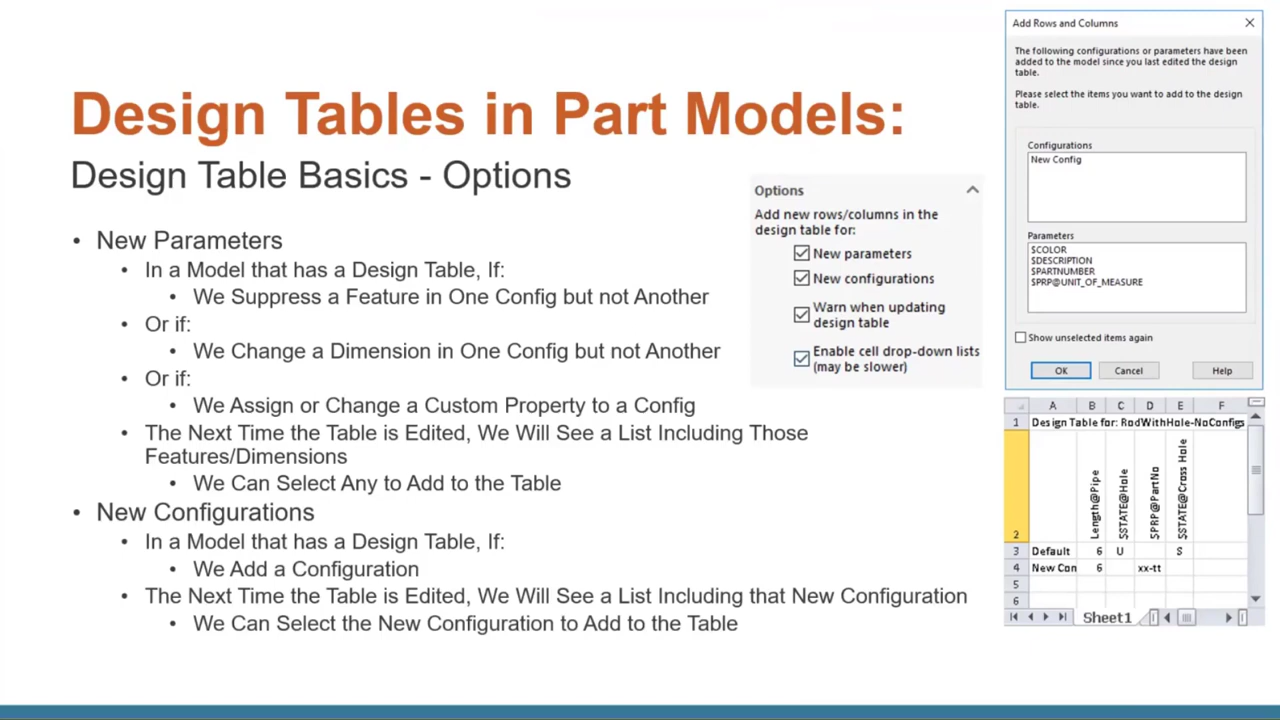 Design Tables in Part Models:
Design Table Basics - Options
• New Parameters
• In a Model that has a Design Table, If:
• We Suppress a Feature in One Config but not Another
• Or if:
• We Change a Dimension in One Config but not Another
• Or if:
• We Assign or Change a Custom Property to a Config
• The Next Time the Table is Edited, We Will See a List Including Those
Features/Dimensions
• We Can Select Any to Add to the Table
• New Configurations
• In a Model that has a Design Table, If:
• We Add a Configuration
• The Next Time the Table is Edited, We Will See a List Including that New Configuration
• We Can Select the New Configuration to Add to the Table
Options
Add new rows/columns in the
design table for:
New parameters
New configurations
Warn when updating
design table
Enable cell drop-down lists
(may be slower)
Add Rows and Columns
The following configurations or parameters have been
added to the model since you last edited the design
table.
Please select the items you want to add to the design
table.
Configurations
New Config
Parameters
$COLOR
$DESCRIPTION
$PARTNUMBER
$PRP@UNIT_OF_MEASURE
Show unselected items again
OK Cancel Help
A B C D E F
1 Design Table for: RodWithHole-NoConfigs
2 Length@Pipe $STATE@Hole $PRP@PartNo $STATE@Cross Hole
3 Default 6 U S
4 New Con 6 xx-tt
5
6
Sheet1